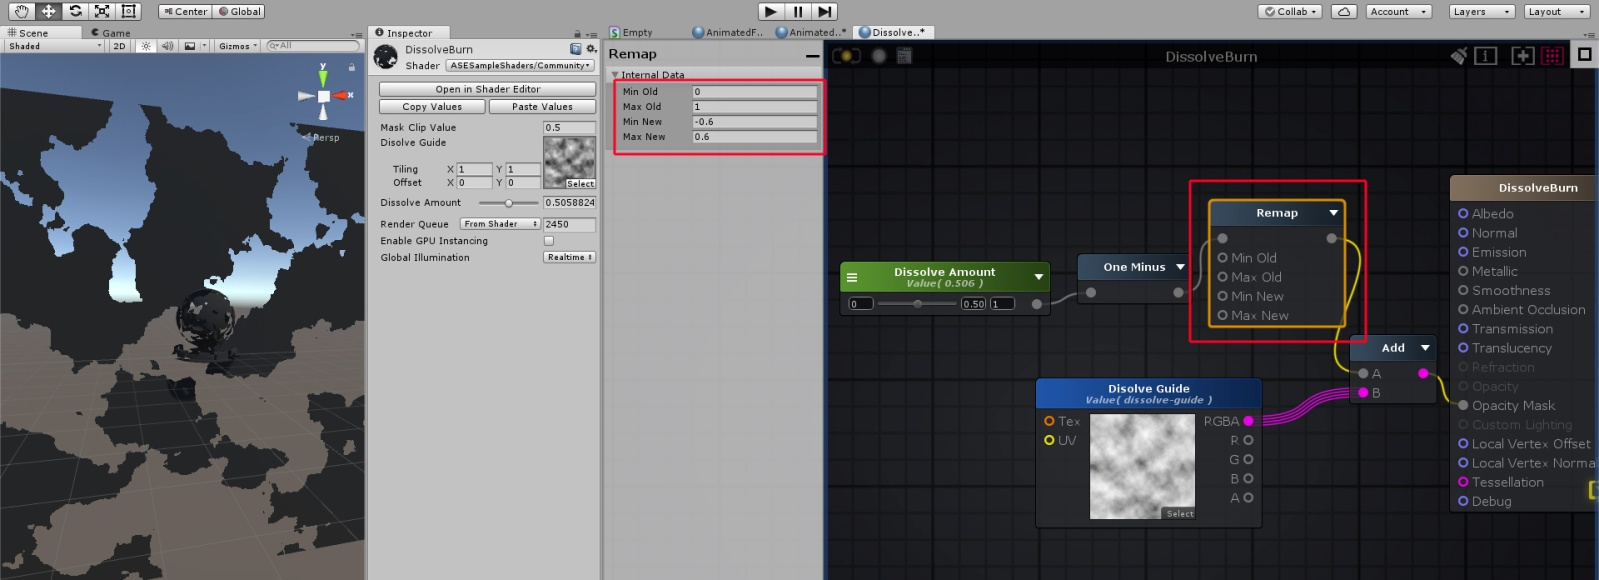 Center
Global
Collab
Account
Layers
Layout
Scene
Game
Shaded
2D
Gizmos
All
y
x
Persp
Inspector
DissolveBurn
Shader
ASESampleShaders/Community
Open in Shader Editor
Copy Values
Paste Values
Mask Clip Value
0.5
Disolve Guide
Tiling
X 1
Y 1
Offset
X 0
Y 0
Select
Dissolve Amount
0.5058824
Render Queue
From Shader
2450
Enable GPU Instancing
Global Illumination
Realtime
Empty
AnimatedF..
Animated..*
Dissolve..*
Remap
Internal Data
Min Old 0
Max Old 1
Min New -0.6
Max New 0.6
DissolveBurn
Dissolve Amount
Value( 0.506 )
0
0.50
1
One Minus
Remap
Min Old
Max Old
Min New
Max New
Add
A
B
Disolve Guide
Value( dissolve-guide )
Tex
UV
RGBA
R
G
B
A
Select
DissolveBurn
Albedo
Normal
Emission
Metallic
Smoothness
Ambient Occlusion
Transmission
Translucency
Refraction
Opacity
Opacity Mask
Custom Lighting
Local Vertex Offset
Local Vertex Norma
Tessellation
Debug